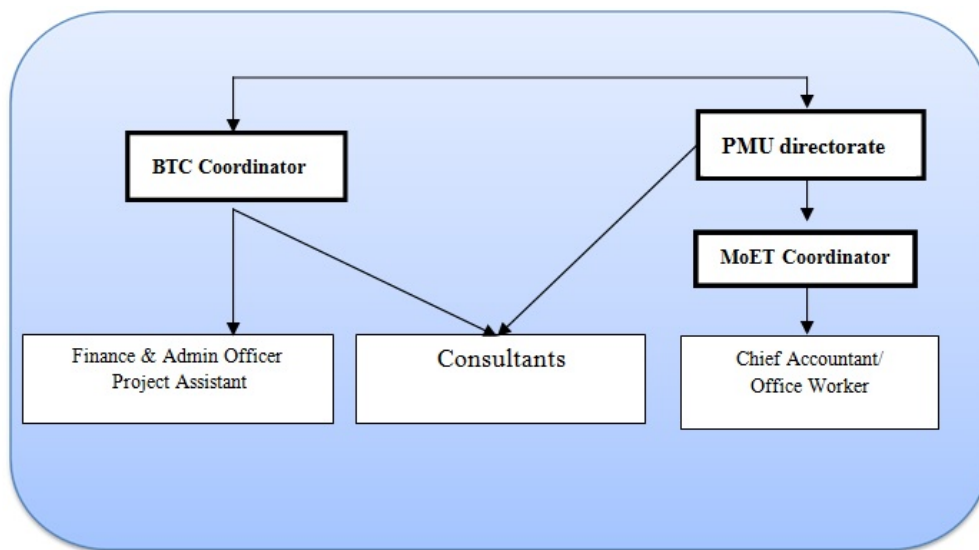 BTC Coordinator
PMU directorate
MoET Coordinator
Finance & Admin Officer
Project Assistant
Consultants
Chief Accountant/
Office Worker